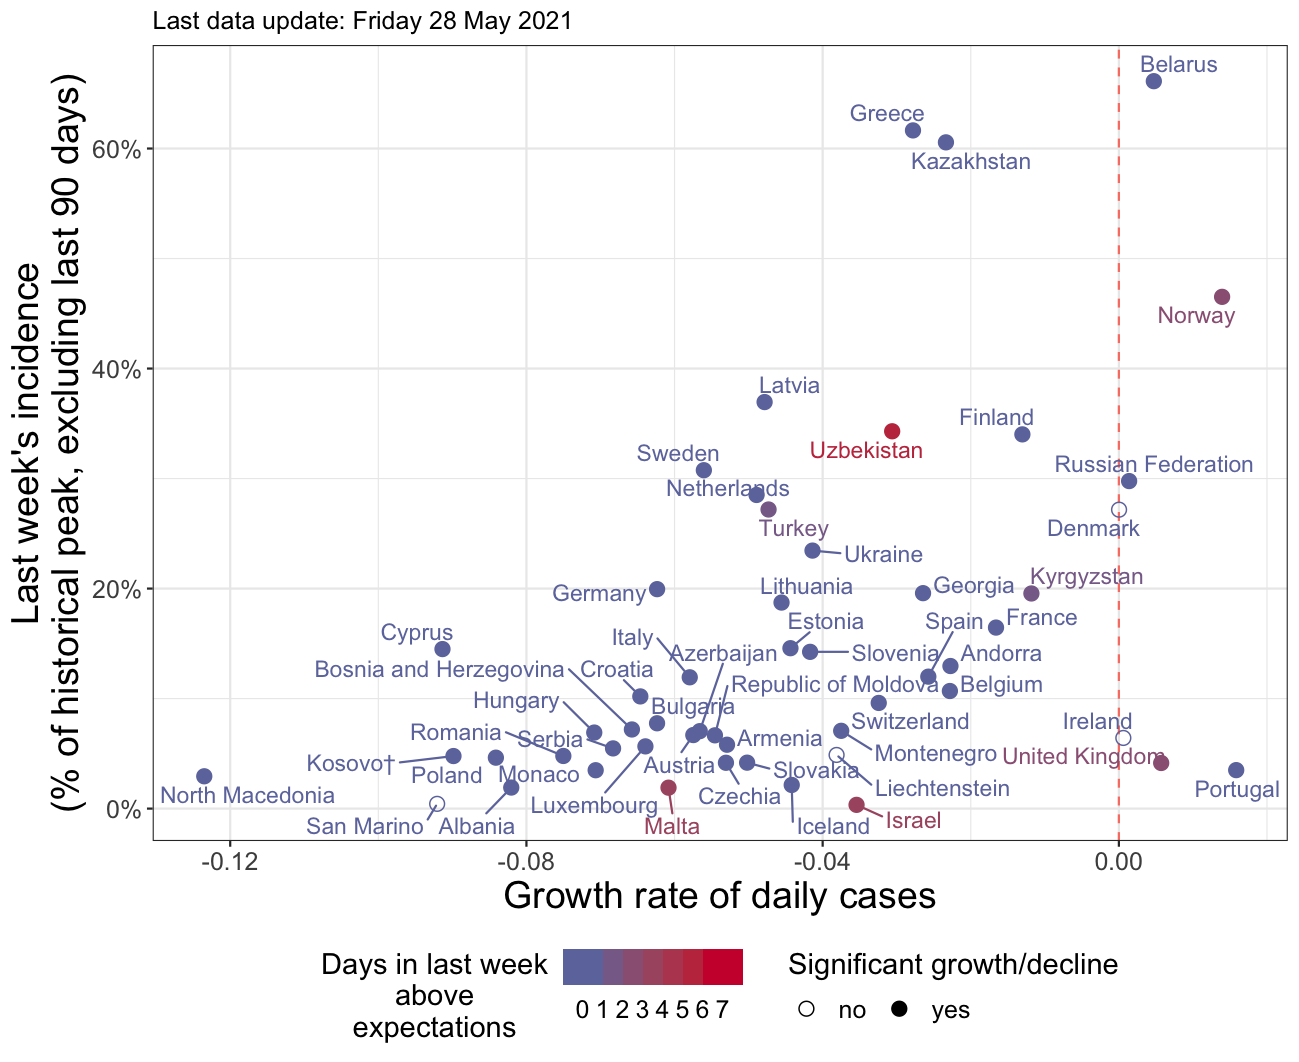 Last data update: Friday 28 May 2021
Last week's incidence
(% of historical peak, excluding last 90 days)
60%
40%
20%
0%
Belarus
Greece
Kazakhstan
Norway
Latvia
Finland
Uzbekistan
Sweden
Russian Federation
Netherlands
Turkey
Denmark
Ukraine
Kyrgyzstan
Germany
Lithuania
Georgia
France
Cyprus
Italy
Estonia
Spain
Azerbaijan
Slovenia
Andorra
Bosnia and Herzegovina
Croatia
Republic of Moldova
Belgium
Hungary
Bulgaria
Switzerland
Ireland
Romania
Serbia
Armenia
Montenegro
United Kingdom
Kosovo†
Poland
Monaco
Austria
Slovakia
Liechtenstein
Portugal
North Macedonia
Luxembourg
Czechia
San Marino
Albania
Malta
Iceland
Israel
-0.12
-0.08
-0.04
0.00
Growth rate of daily cases
Days in last week
above
expectations
0 1 2 3 4 5 6 7
Significant growth/decline
no
yes